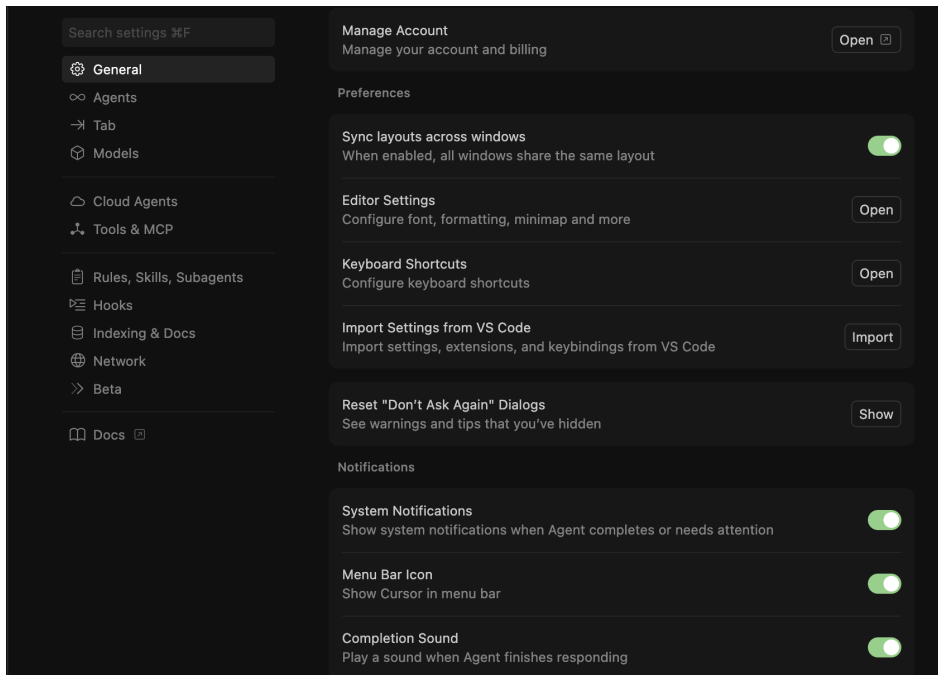 Search settings ⌘F
General
Agents
Tab
Models
Cloud Agents
Tools & MCP
Rules, Skills, Subagents
Hooks
Indexing & Docs
Network
Beta
Docs
Manage Account
Manage your account and billing
Open
Preferences
Sync layouts across windows
When enabled, all windows share the same layout
Editor Settings
Configure font, formatting, minimap and more
Open
Keyboard Shortcuts
Configure keyboard shortcuts
Open
Import Settings from VS Code
Import settings, extensions, and keybindings from VS Code
Import
Reset "Don't Ask Again" Dialogs
See warnings and tips that you've hidden
Show
Notifications
System Notifications
Show system notifications when Agent completes or needs attention
Menu Bar Icon
Show Cursor in menu bar
Completion Sound
Play a sound when Agent finishes responding